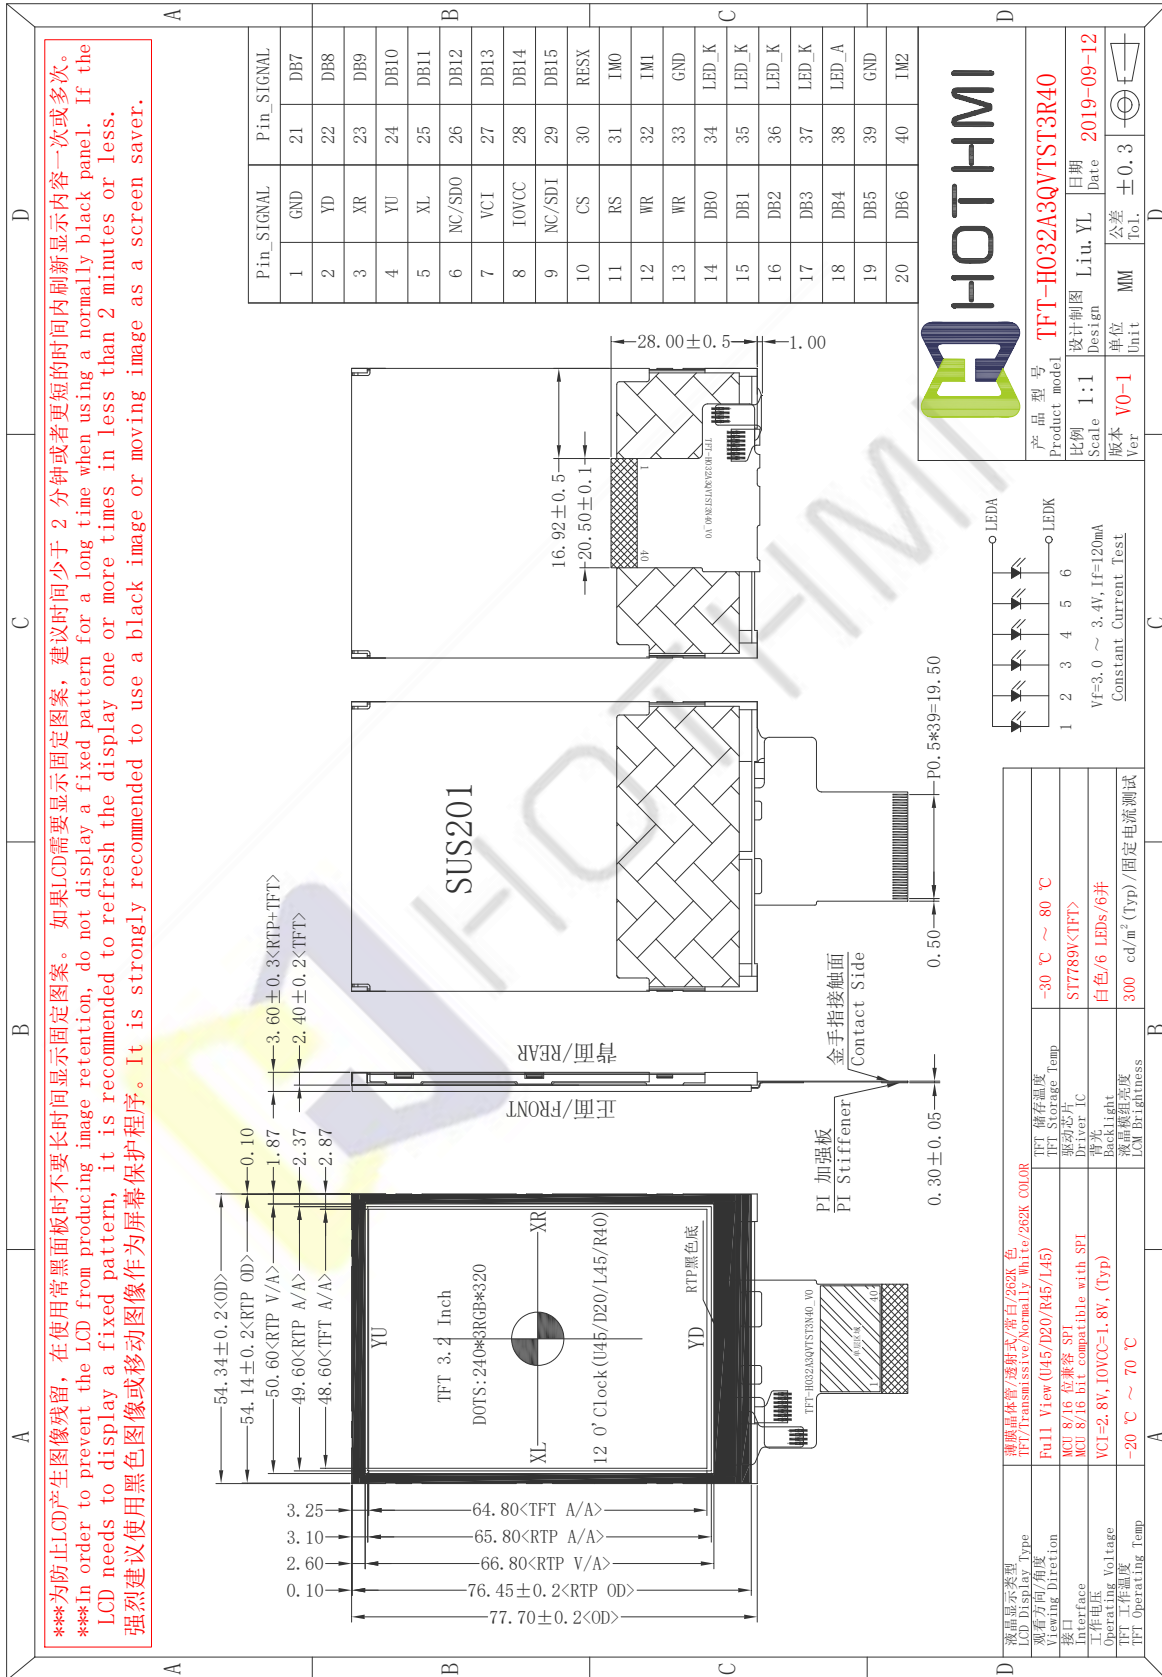 ***为防止LCD产生图像残留，在使用常黑面板时不要长时间显示固定图案。 如果LCD需要显示固定图案，建议时间少于 2 分钟或者更短的时间内刷新显示内容一次或多次。
***In order to prevent the LCD from producing image retention, do not display a fixed pattern for a long time when using a normally black panel. If the
LCD needs to display a fixed pattern, it is recommended to refresh the display one or more times in less than 2 minutes or less.
强烈建议使用黑色图像或移动图像作为屏幕保护程序。It is strongly recommended to use a black image or moving image as a screen saver.
A
B
C
D
A
B
C
D
A
B
C
D
A
B
C
D
54.34±0.2<OD>
54.14±0.2<RTP OD>
0.10
50.60<RTP V/A>
1.87
49.60<RTP A/A>
2.37
48.60<TFT A/A>
2.87
3.25
64.80<TFT A/A>
3.10
65.80<RTP A/A>
2.60
66.80<RTP V/A>
0.10
76.45±0.2<RTP OD>
77.70±0.2<OD>
YU
TFT 3.2 Inch
DOTS:240*3RGB*320
XL
XR
12 O'Clock(U45/D20/L45/R40)
YD
RTP黑色底
TFT-H032A3QVTST3N40_V0
1
40
3.60±0.3<RTP+TFT>
2.40±0.2<TFT>
正面/FRONT
背面/REAR
PI 加强板
PI Stiffener
金手指接触面
Contact Side
0.30±0.05
SUS201
0.50
P0.5*39=19.50
16.92±0.5
20.50±0.1
28.00±0.5
1.00
1
40
TFT-H032A3QVTST3N40_V0
Pin_SIGNAL Pin_SIGNAL
1 GND 21 DB7
2 YD 22 DB8
3 XR 23 DB9
4 YU 24 DB10
5 XL 25 DB11
6 NC/SDO 26 DB12
7 VCI 27 DB13
8 IOVCC 28 DB14
9 NC/SDI 29 DB15
10 CS 30 RESX
11 RS 31 IM0
12 WR 32 IM1
13 WR 33 GND
14 DB0 34 LED_K
15 DB1 35 LED_K
16 DB2 36 LED_K
17 DB3 37 LED_K
18 DB4 38 LED_A
19 DB5 39 GND
20 DB6 40 IM2
LEDA
LEDK
1 2 3 4 5 6
Vf=3.0 ～ 3.4V,If=120mA
Constant Current Test
液晶显示类型 薄膜晶体管/透射式/常白/262K 色
LCD Display Type TFT/Transmissive/Normally White/262K COLOR
观看方向/角度
Viewing Diretion Full View(U45/D20/R45/L45)
接口 MCU 8/16 位兼容 SPI
Interface MCU 8/16 bit compatible with SPI
工作电压
Operating Voltage VCI=2.8V,IOVCC=1.8V,(Typ)
TFT 工作温度
TFT Operating Temp -20 ℃ ～ 70 ℃
TFT 储存温度
TFT Storage Temp -30 ℃ ～ 80 ℃
驱动芯片
Driver IC ST7789V<TFT>
背光
Backlight 白色/6 LEDs/6并
液晶模组亮度
LCM Brightness 300 cd/m²(Typ)/固定电流测试
HOTHMI
产 品 型 号
Product model TFT-H032A3QVTST3R40
比例
Scale 1:1
设计制图
Design Liu.YL
日期
Date 2019-09-12
版本
Ver V0-1
单位
Unit MM
公差
Tol. ±0.3
HOTHMI